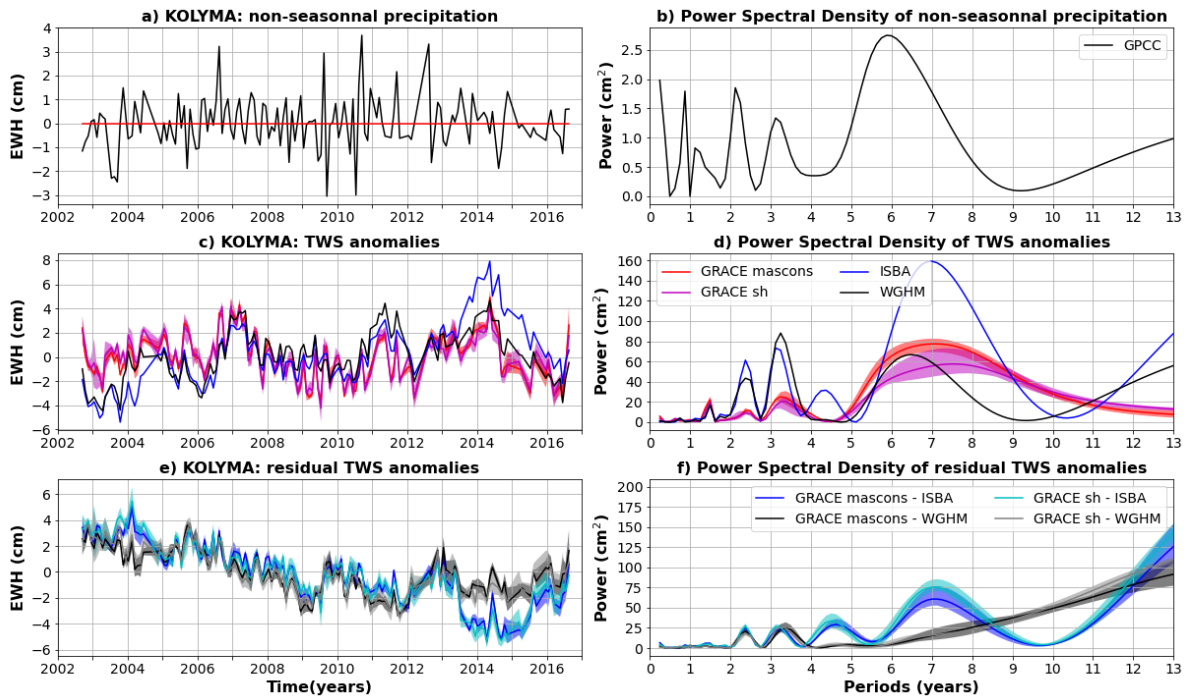 a) KOLYMA: non-seasonnal precipitation
b) Power Spectral Density of non-seasonnal precipitation
EWH (cm)
4
3
2
1
0
−1
−2
−3
2002 2004 2006 2008 2010 2012 2014 2016
Power (cm²)
2.5
2.0
1.5
1.0
0.5
0.0
GPCC
0 1 2 3 4 5 6 7 8 9 10 11 12 13
c) KOLYMA: TWS anomalies
d) Power Spectral Density of TWS anomalies
EWH (cm)
8
6
4
2
0
−2
−4
−6
2002 2004 2006 2008 2010 2012 2014 2016
Power (cm²)
160
140
120
100
80
60
40
20
0
GRACE mascons ISBA
GRACE sh WGHM
0 1 2 3 4 5 6 7 8 9 10 11 12 13
e) KOLYMA: residual TWS anomalies
f) Power Spectral Density of residual TWS anomalies
EWH (cm)
6
4
2
0
−2
−4
−6
2002 2004 2006 2008 2010 2012 2014 2016
Time(years)
Power (cm²)
200
175
150
125
100
75
50
25
0
GRACE mascons - ISBA GRACE sh - ISBA
GRACE mascons - WGHM GRACE sh - WGHM
0 1 2 3 4 5 6 7 8 9 10 11 12 13
Periods (years)